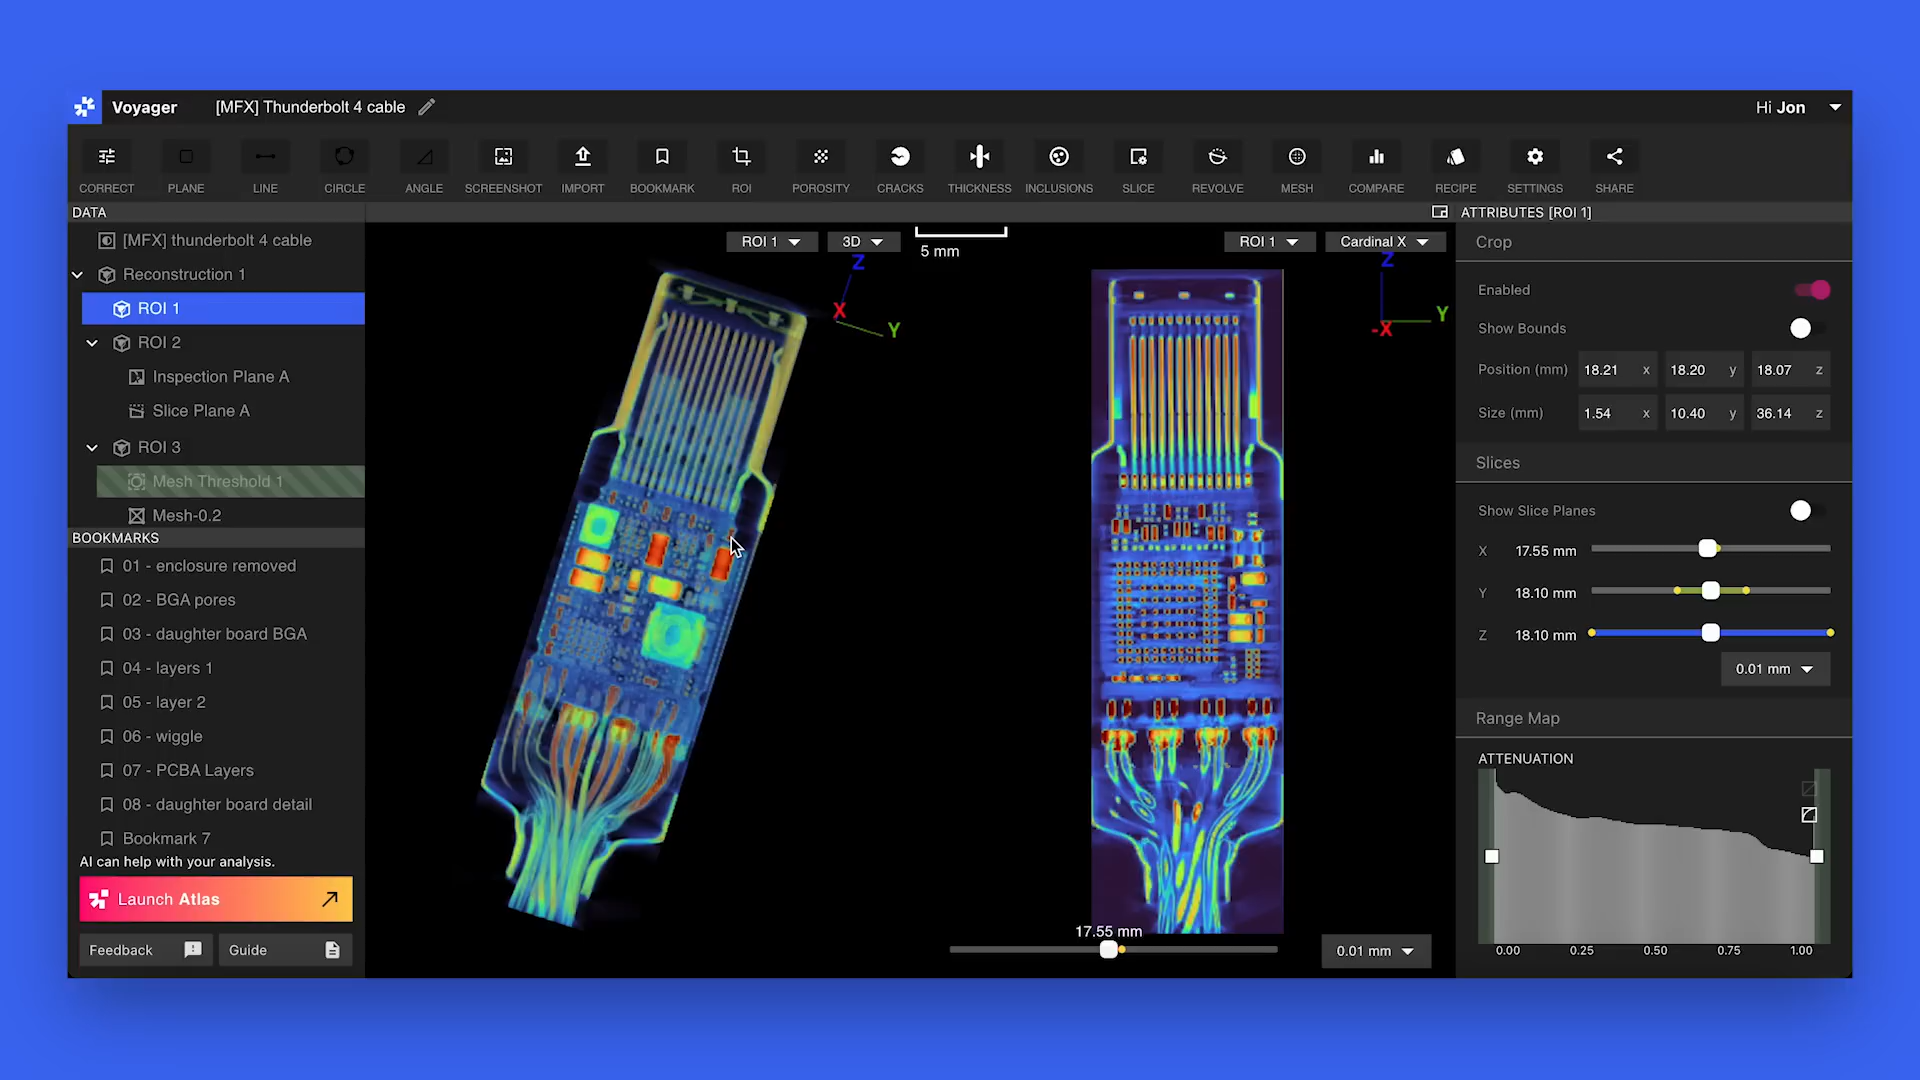 Voyager
[MFX] Thunderbolt 4 cable
Hi Jon
CORRECT
PLANE
LINE
CIRCLE
ANGLE
SCREENSHOT
IMPORT
BOOKMARK
ROI
POROSITY
CRACKS
THICKNESS
INCLUSIONS
SLICE
REVOLVE
MESH
COMPARE
RECIPE
SETTINGS
SHARE
DATA
[MFX] thunderbolt 4 cable
Reconstruction 1
ROI 1
ROI 2
Inspection Plane A
Slice Plane A
ROI 3
Mesh Threshold 1
Mesh-0.2
BOOKMARKS
01 - enclosure removed
02 - BGA pores
03 - daughter board BGA
04 - layers 1
05 - layer 2
06 - wiggle
07 - PCBA Layers
08 - daughter board detail
Bookmark 7
AI can help with your analysis.
Launch Atlas
Feedback
Guide
ROI 1
3D
5 mm
Z
X
Y
ROI 1
Cardinal X
Z
Y
-X
17.55 mm
0.01 mm
ATTRIBUTES [ROI 1]
Crop
Enabled
Show Bounds
Position (mm) 18.21 x 18.20 y 18.07 z
Size (mm) 1.54 x 10.40 y 36.14 z
Slices
Show Slice Planes
X 17.55 mm
Y 18.10 mm
Z 18.10 mm
0.01 mm
Range Map
ATTENUATION
0.00 0.25 0.50 0.75 1.00